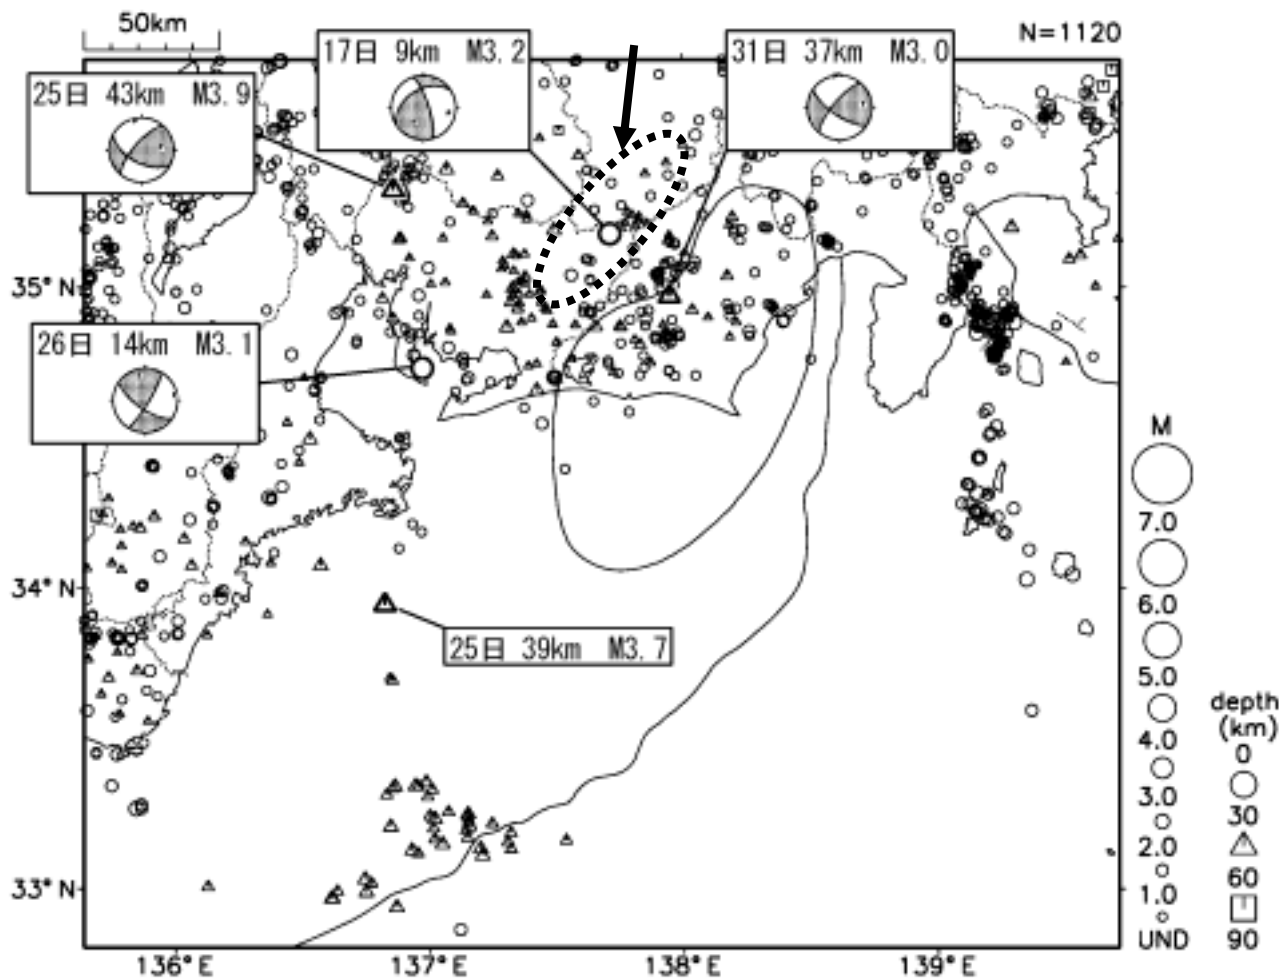 50km
N=1120
17日 9km M3.2
31日 37km M3.0
25日 43km M3.9
35°N
26日 14km M3.1
34°N
25日 39km M3.7
33°N
136°E
137°E
138°E
139°E
M
7.0
6.0
5.0
4.0
3.0
2.0
1.0
UND
depth
(km)
0
30
60
90